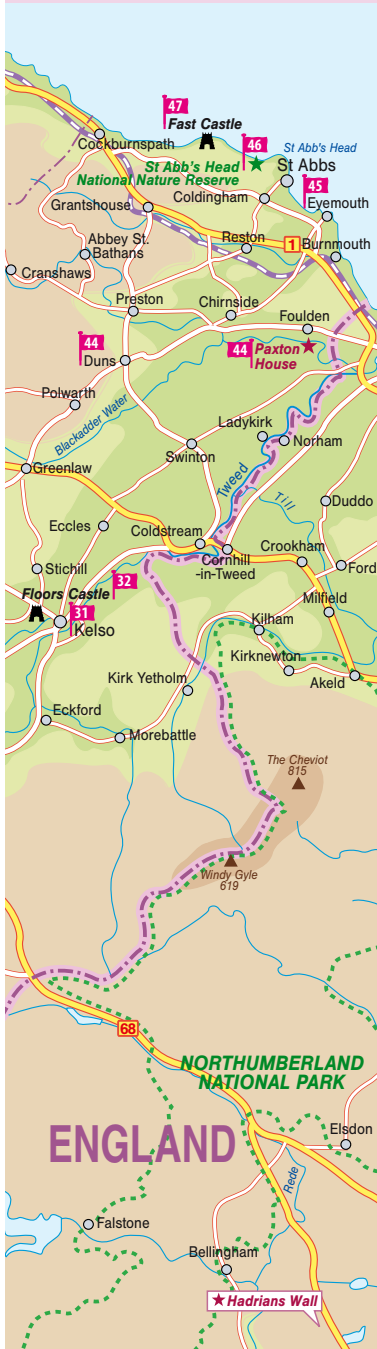 47
Fast Castle
Cockburnspath
46
St Abb's Head
St Abb's Head
National Nature Reserve
St Abbs
45
Grantshouse
Coldingham
Eyemouth
Abbey St.
Bathans
Reston
1
Burnmouth
Cranshaws
Preston
Chirnside
Foulden
44
Duns
44
Paxton
House
Polwarth
Blackadder Water
Ladykirk
Norham
Swinton
Greenlaw
Tweed
Till
Duddo
Eccles
Coldstream
Cornhill
-in-Tweed
Crookham
Stichill
Ford
32
Floors Castle
31
Kelso
Milfield
Kilham
Kirknewton
Kirk Yetholm
Akeld
Eckford
Morebattle
The Cheviot
815
Windy Gyle
619
68
NORTHUMBERLAND
NATIONAL PARK
ENGLAND
Elsdon
Rede
Falstone
Bellingham
Hadrians Wall